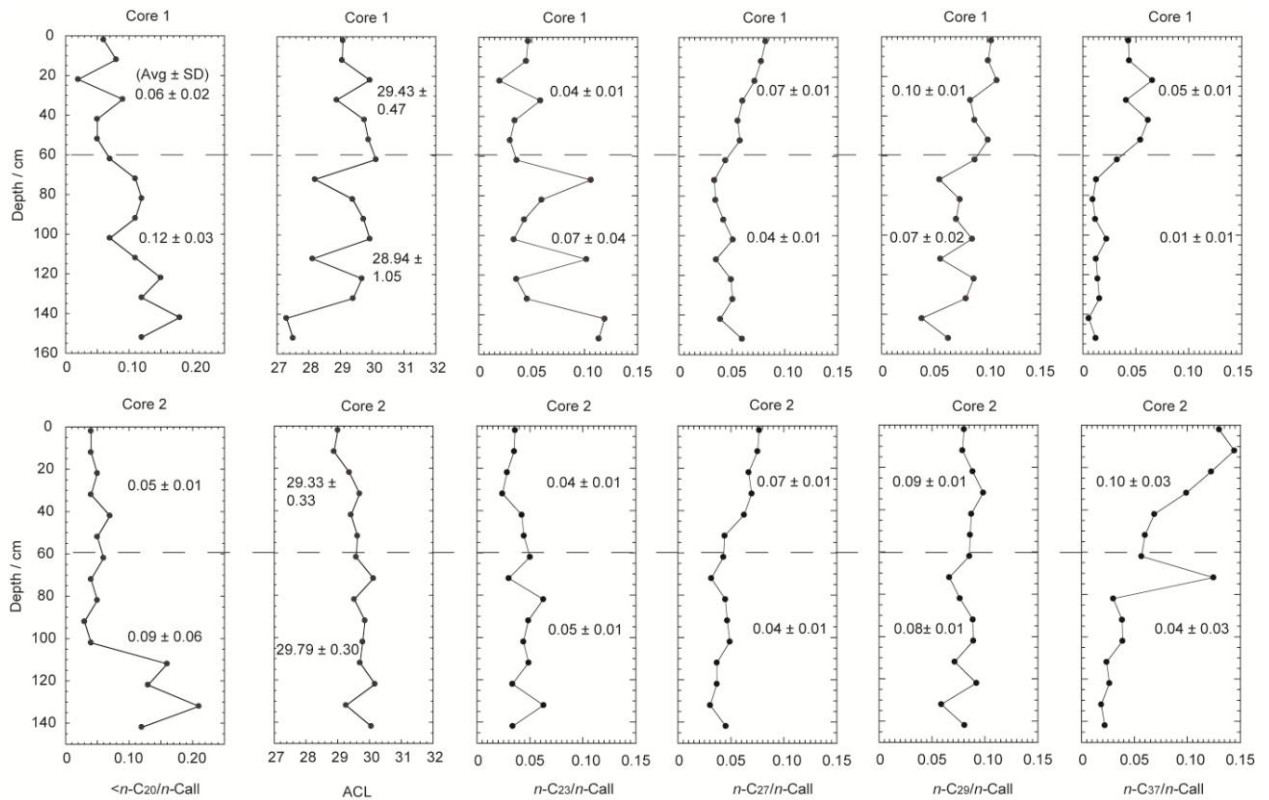 Core 1 Core 1 Core 1 Core 1 Core 1 Core 1
0
20
40
60
80
100
120
140
160
Depth / cm
(Avg ± SD)
0.06 ± 0.02
29.43 ±
0.47
0.04 ± 0.01
0.07 ± 0.01
0.10 ± 0.01
0.05 ± 0.01
0.12 ± 0.03
28.94 ±
1.05
0.07 ± 0.04
0.04 ± 0.01
0.07 ± 0.02
0.01 ± 0.01
0 0.10 0.20
27 28 29 30 31 32
0 0.05 0.10 0.15
0 0.05 0.10 0.15
0 0.05 0.10 0.15
0 0.05 0.10 0.15
Core 2 Core 2 Core 2 Core 2 Core 2 Core 2
0
20
40
60
80
100
120
140
Depth / cm
0.05 ± 0.01
29.33 ±
0.33
0.04 ± 0.01
0.07 ± 0.01
0.09 ± 0.01
0.10 ± 0.03
0.09 ± 0.06
29.79 ± 0.30
0.05 ± 0.01
0.04 ± 0.01
0.08± 0.01
0.04 ± 0.03
0 0.10 0.20
27 28 29 30 31 32
0 0.05 0.10 0.15
0 0.05 0.10 0.15
0 0.05 0.10 0.15
0 0.05 0.10 0.15
<n-C20/n-Call ACL n-C23/n-Call n-C27/n-Call n-C29/n-Call n-C37/n-Call